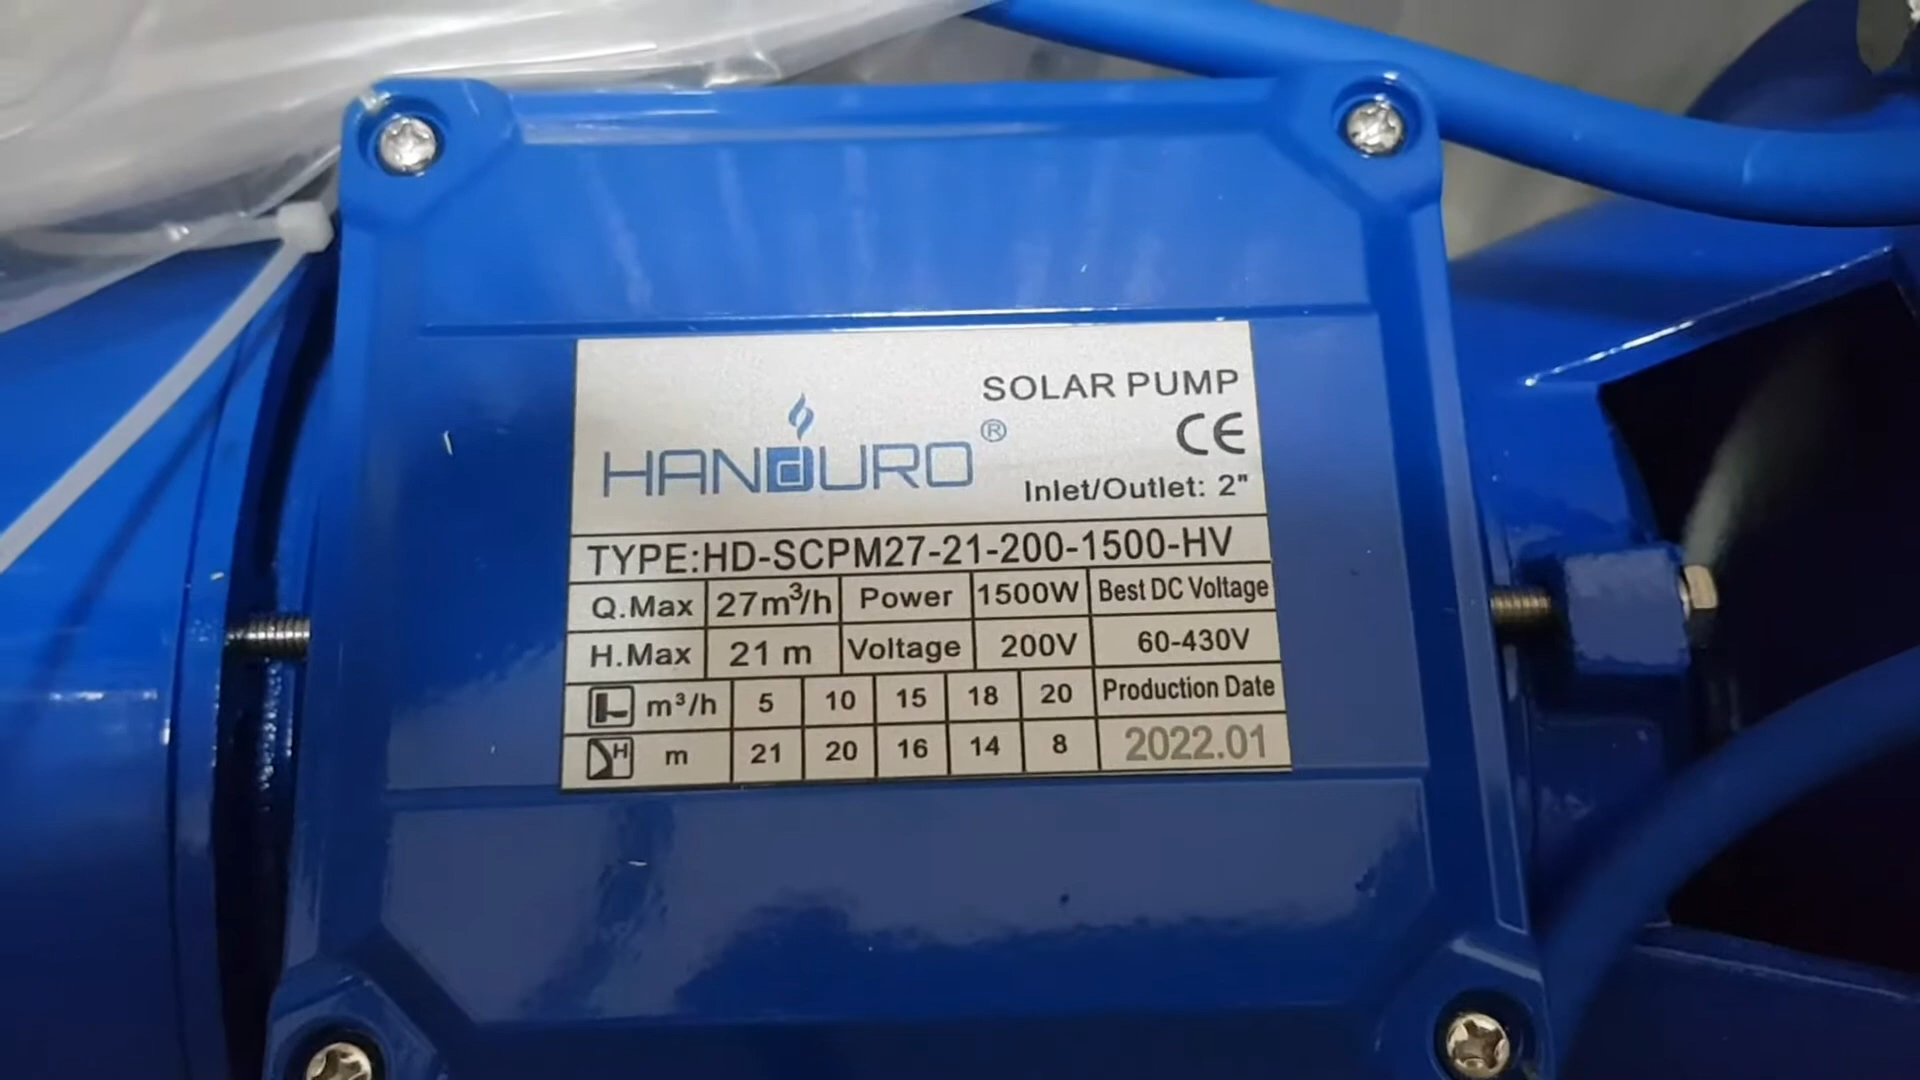 SOLAR PUMP
HANDURO®
CE
Inlet/Outlet: 2"
TYPE:HD-SCPM27-21-200-1500-HV
Q.Max 27m³/h Power 1500W Best DC Voltage
H.Max 21 m Voltage 200V 60-430V
m³/h 5 10 15 18 20 Production Date
H m 21 20 16 14 8 2022.01